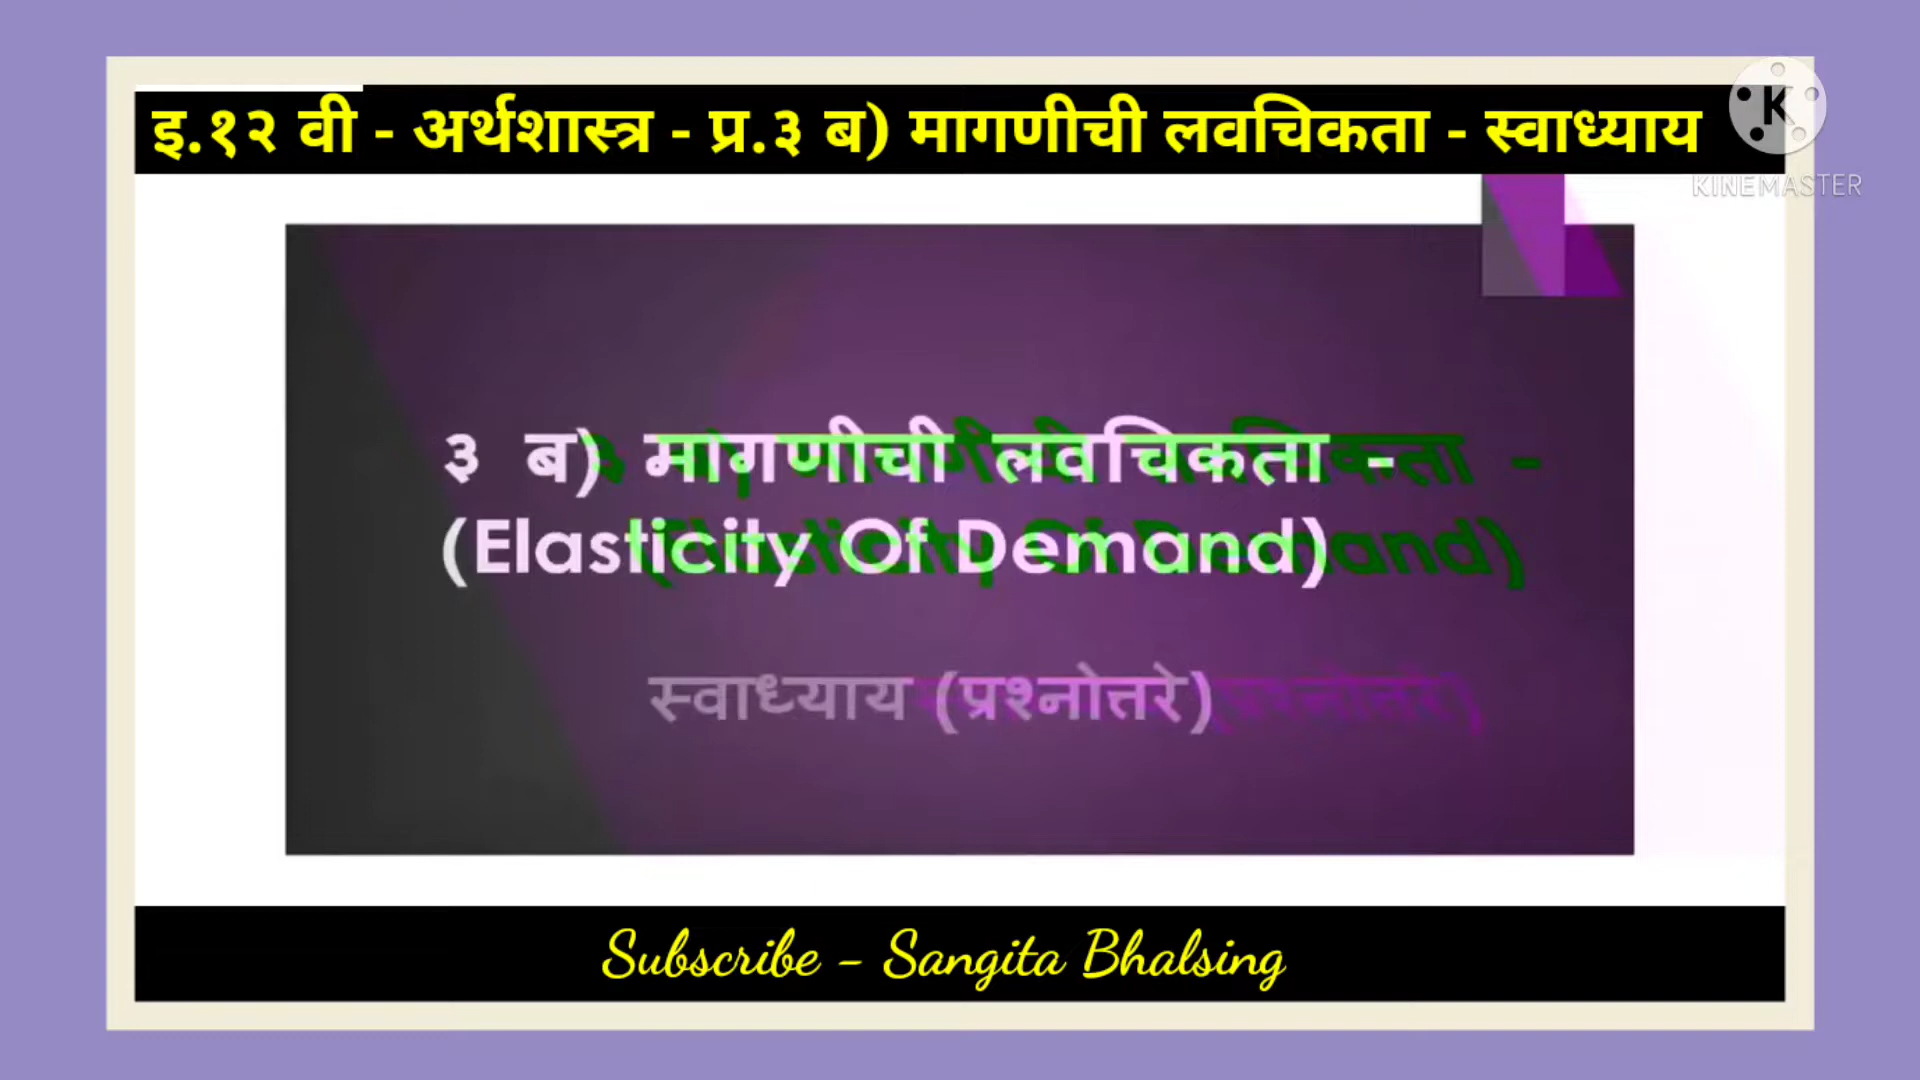 इ.१२ वी - अर्थशास्त्र - प्र.३ ब) मागणीची लवचिकता - स्वाध्याय
K
KINEMASTER
३ ब) मागणीची लवचिकता -
(Elasticity Of Demand)
स्वाध्याय (प्रश्नोत्तरे)
Subscribe - Sangita Bhalsing